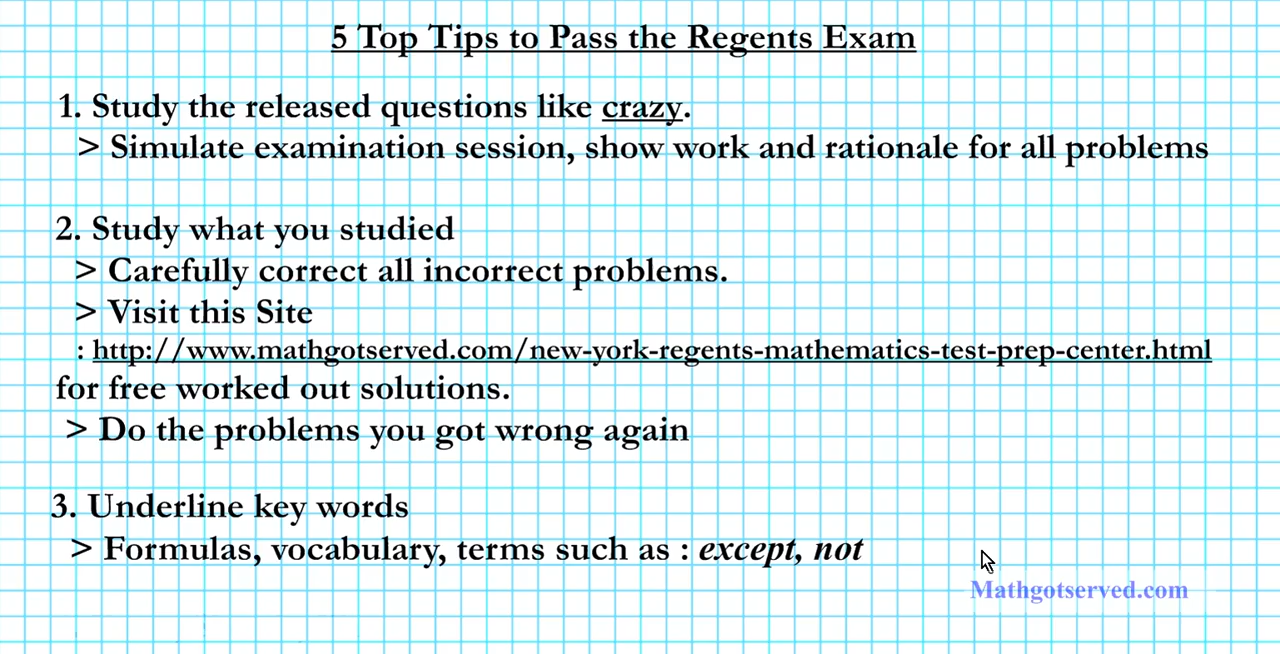 5 Top Tips to Pass the Regents Exam
1. Study the released questions like crazy.
> Simulate examination session, show work and rationale for all problems
2. Study what you studied
> Carefully correct all incorrect problems.
> Visit this Site
: http://www.mathgotserved.com/new-york-regents-mathematics-test-prep-center.html
for free worked out solutions.
> Do the problems you got wrong again
3. Underline key words
> Formulas, vocabulary, terms such as : except, not
Mathgotserved.com